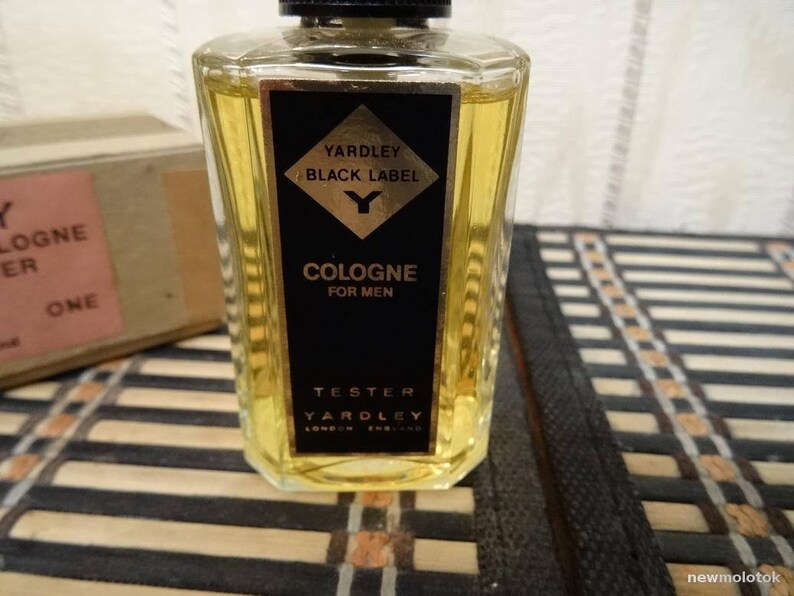 YARDLEY
BLACK LABEL
Y
COLOGNE
FOR MEN
TESTER
YARDLEY
LONDON ENGLAND
Y
LOGNE
TER
ONE
newmolotok